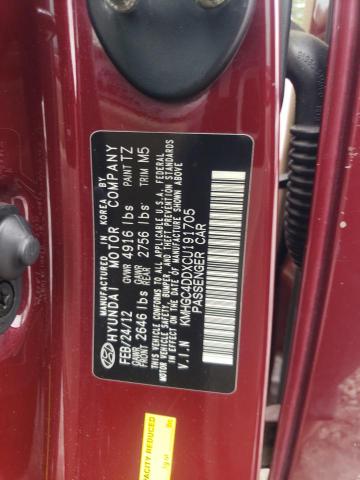 MANUFACTURED IN KOREA BY
HYUNDAI MOTOR COMPANY
FEB/24/12 GVWR 4916 lbs PAINT TZ
GAWR FRONT 2646 lbs GAWR REAR 2756 lbs TRIM M5
THIS VEHICLE CONFORMS TO ALL APPLICABLE FEDERAL
MOTOR VEHICLE SAFETY, BUMPER, AND THEFT PREVENTION STANDARDS
IN EFFECT ON THE DATE OF MANUFACTURE SHOWN ABOVE.
V.I.N KMHGC4DDXCU191705
PASSENGER CAR
CAPACITY REDUCED